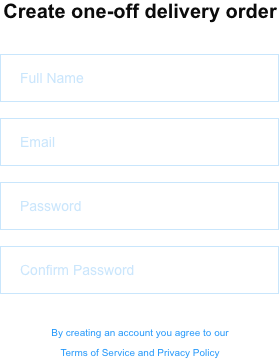 Create one-off delivery order
Full Name
Email
Password
Confirm Password
By creating an account you agree to our
Terms of Service and Privacy Policy